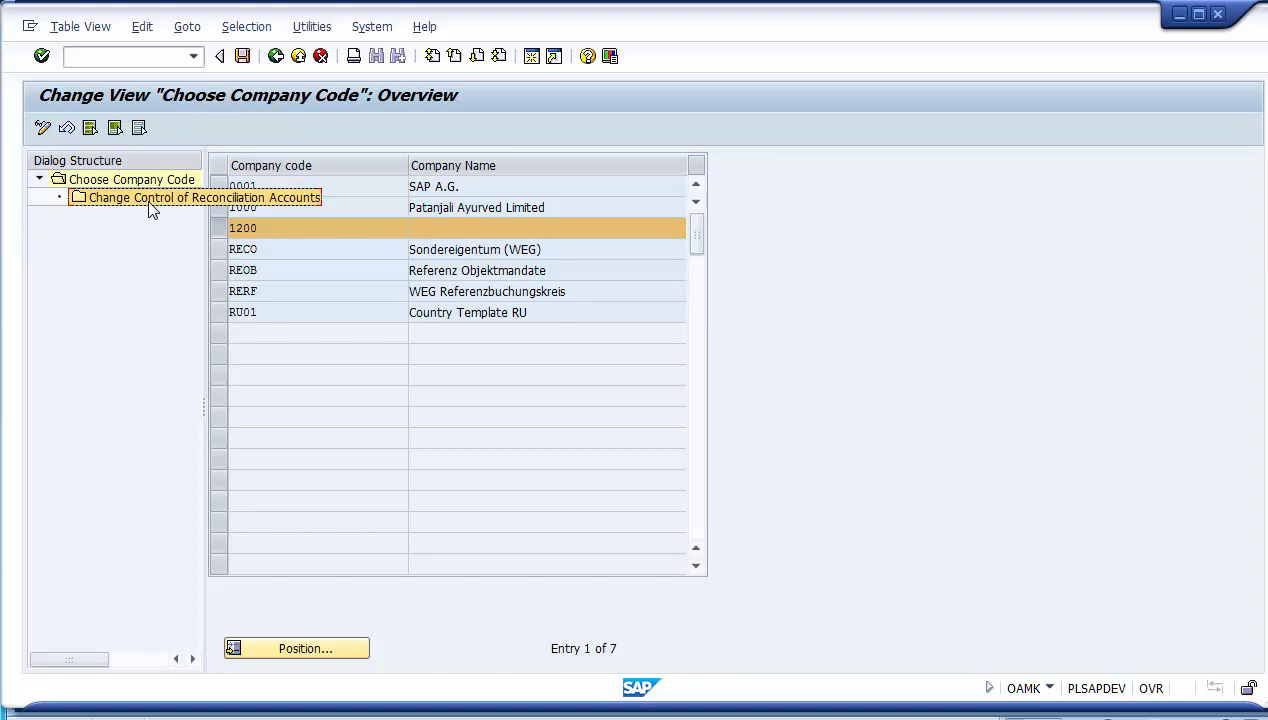 Table View Edit Goto Selection Utilities System Help
Change View "Choose Company Code": Overview
Dialog Structure
Choose Company Code
Change Control of Reconciliation Accounts
Company code Company Name
0001 SAP A.G.
1000 Patanjali Ayurved Limited
1200
RECO Sondereigentum (WEG)
REOB Referenz Objektmandate
RERF WEG Referenzbuchungskreis
RU01 Country Template RU
Position... Entry 1 of 7
SAP OAMK PLSAPDEV OVR